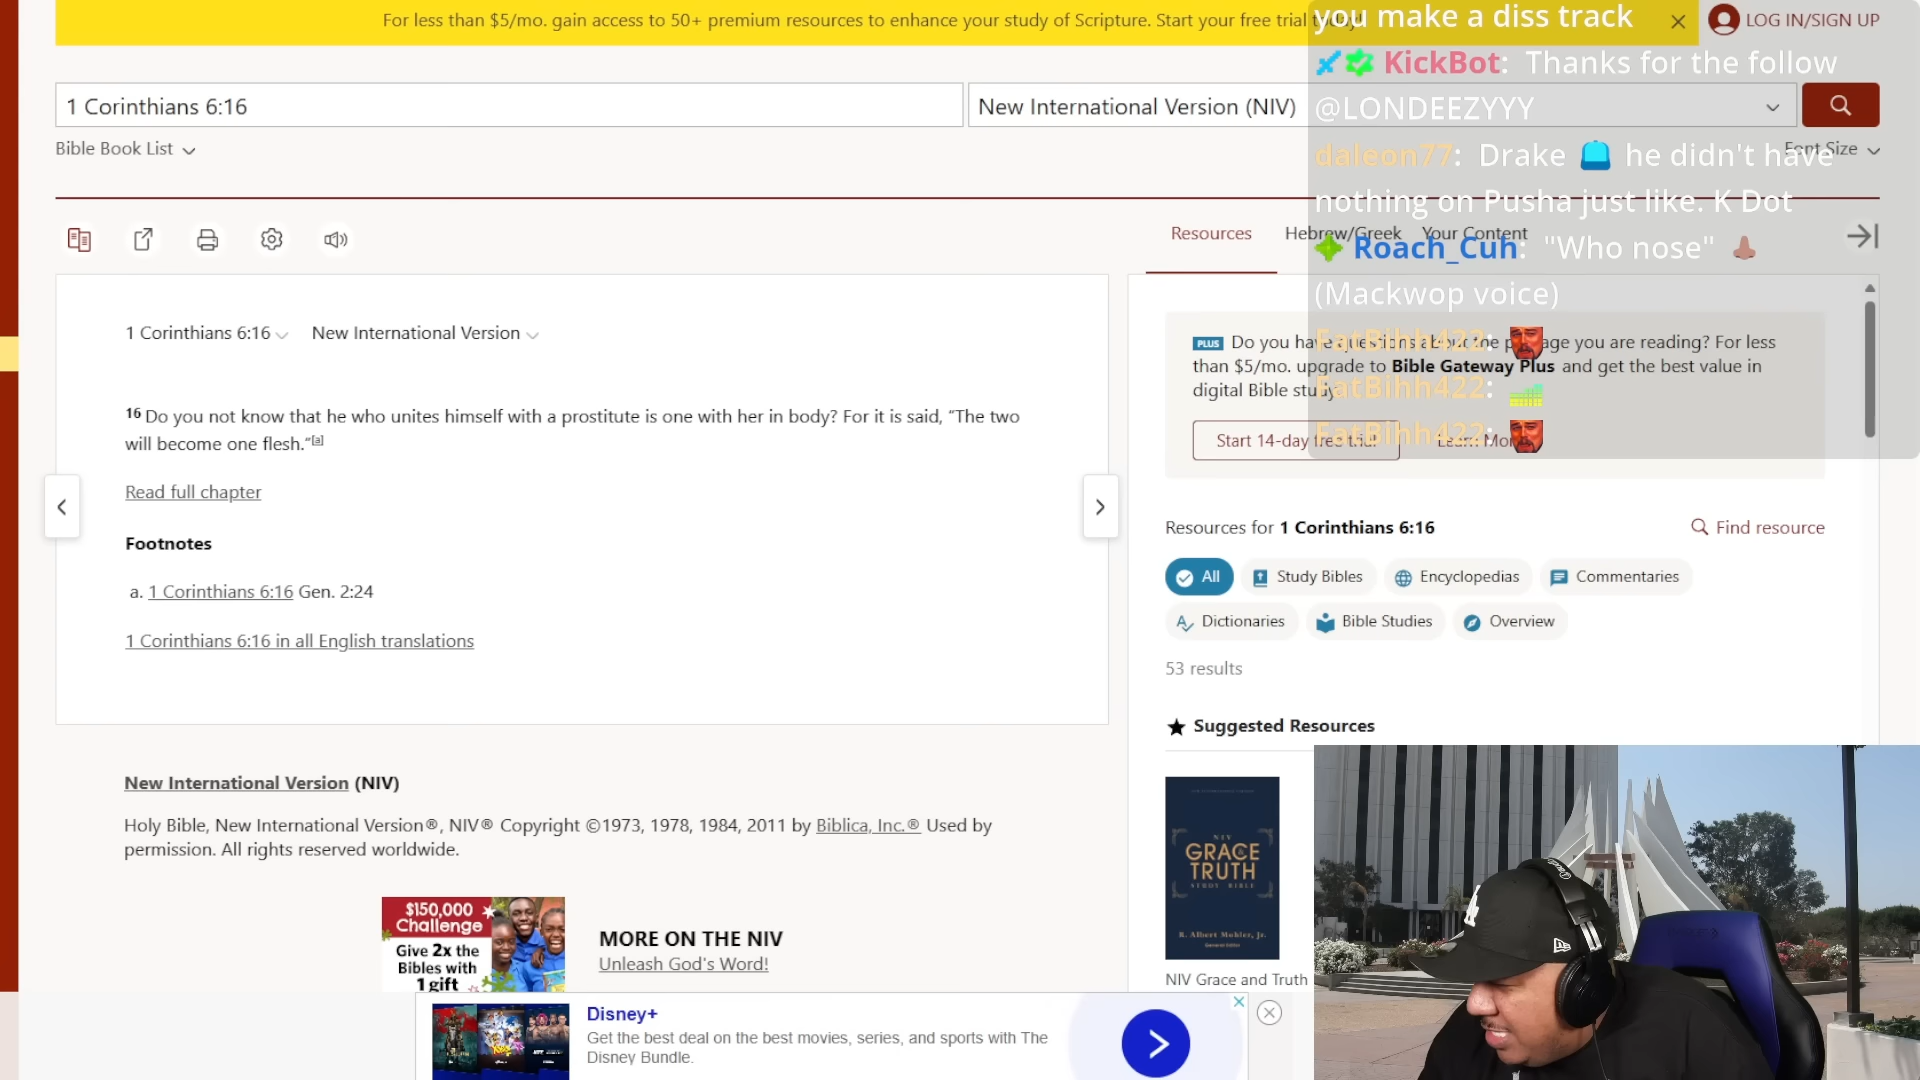 For less than $5/mo. gain access to 50+ premium resources to enhance your study of Scripture. Start your free trial today!
LOG IN/SIGN UP
you make a diss track
KickBot: Thanks for the follow
@LONDEEZYYY
daleon77: Drake 🧢 he didn't have
nothing on Pusha just like. K Dot
Roach_Cuh: "Who nose" 👃🏽
(Mackwop voice)
FatBihh422:
FatBihh422:
FatBihh422:
1 Corinthians 6:16
New International Version (NIV)
Bible Book List
Font Size
Resources
Hebrew/Greek
Your Content
1 Corinthians 6:16
New International Version
16 Do you not know that he who unites himself with a prostitute is one with her in body? For it is said, “The two
will become one flesh.”[a]
Read full chapter
Footnotes
a. 1 Corinthians 6:16 Gen. 2:24
1 Corinthians 6:16 in all English translations
New International Version (NIV)
Holy Bible, New International Version®, NIV® Copyright ©1973, 1978, 1984, 2011 by Biblica, Inc.® Used by
permission. All rights reserved worldwide.
$150,000
Challenge
Give 2x the
Bibles with
1 gift
MORE ON THE NIV
Unleash God's Word!
Disney+
Get the best deal on the best movies, series, and sports with The
Disney Bundle.
PLUS Do you have questions about the passage you are reading? For less
than $5/mo. upgrade to Bible Gateway Plus and get the best value in
digital Bible study.
Start 14-day free trial
Learn More
Resources for 1 Corinthians 6:16
Find resource
All
Study Bibles
Encyclopedias
Commentaries
Dictionaries
Bible Studies
Overview
53 results
Suggested Resources
NIV
GRACE
TRUTH
STUDY BIBLE
R. Albert Mohler, Jr.
NIV Grace and Truth